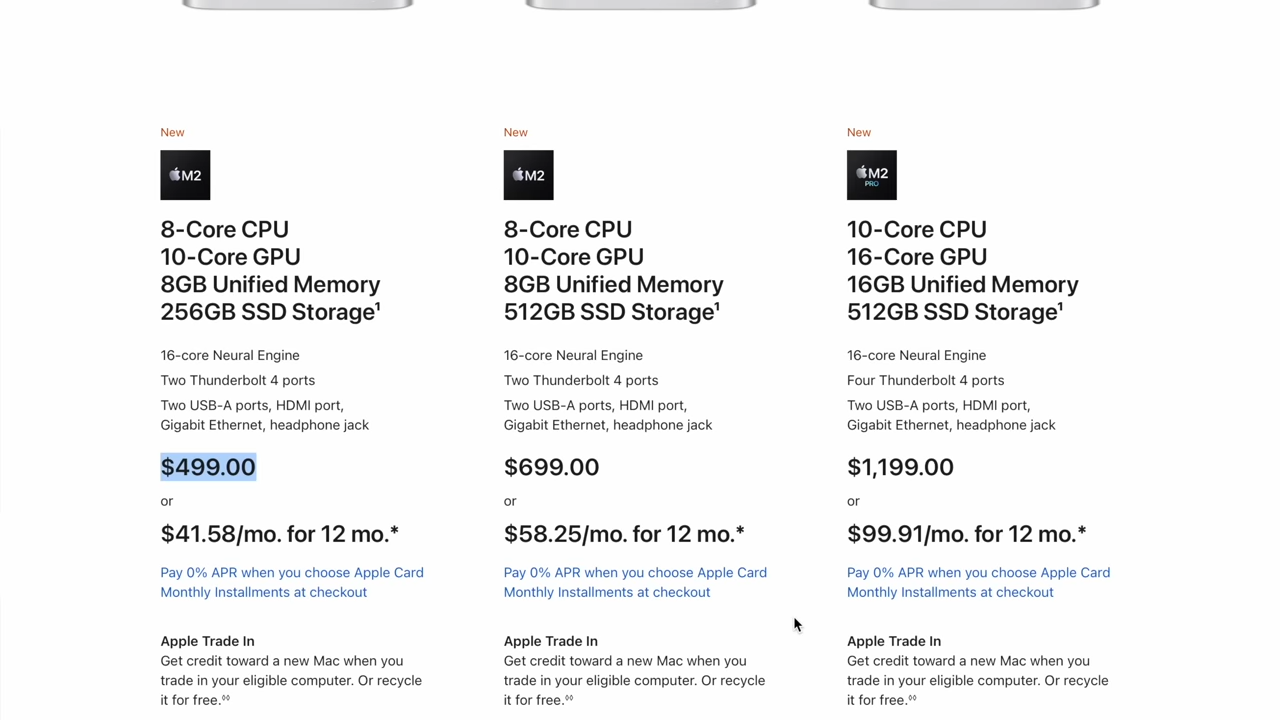 New
M2
8-Core CPU
10-Core GPU
8GB Unified Memory
256GB SSD Storage¹
16-core Neural Engine
Two Thunderbolt 4 ports
Two USB-A ports, HDMI port,
Gigabit Ethernet, headphone jack
$499.00
or
$41.58/mo. for 12 mo.*
Pay 0% APR when you choose Apple Card
Monthly Installments at checkout
Apple Trade In
Get credit toward a new Mac when you
trade in your eligible computer. Or recycle
it for free.◊◊
New
M2
8-Core CPU
10-Core GPU
8GB Unified Memory
512GB SSD Storage¹
16-core Neural Engine
Two Thunderbolt 4 ports
Two USB-A ports, HDMI port,
Gigabit Ethernet, headphone jack
$699.00
or
$58.25/mo. for 12 mo.*
Pay 0% APR when you choose Apple Card
Monthly Installments at checkout
Apple Trade In
Get credit toward a new Mac when you
trade in your eligible computer. Or recycle
it for free.◊◊
New
M2
PRO
10-Core CPU
16-Core GPU
16GB Unified Memory
512GB SSD Storage¹
16-core Neural Engine
Four Thunderbolt 4 ports
Two USB-A ports, HDMI port,
Gigabit Ethernet, headphone jack
$1,199.00
or
$99.91/mo. for 12 mo.*
Pay 0% APR when you choose Apple Card
Monthly Installments at checkout
Apple Trade In
Get credit toward a new Mac when you
trade in your eligible computer. Or recycle
it for free.◊◊